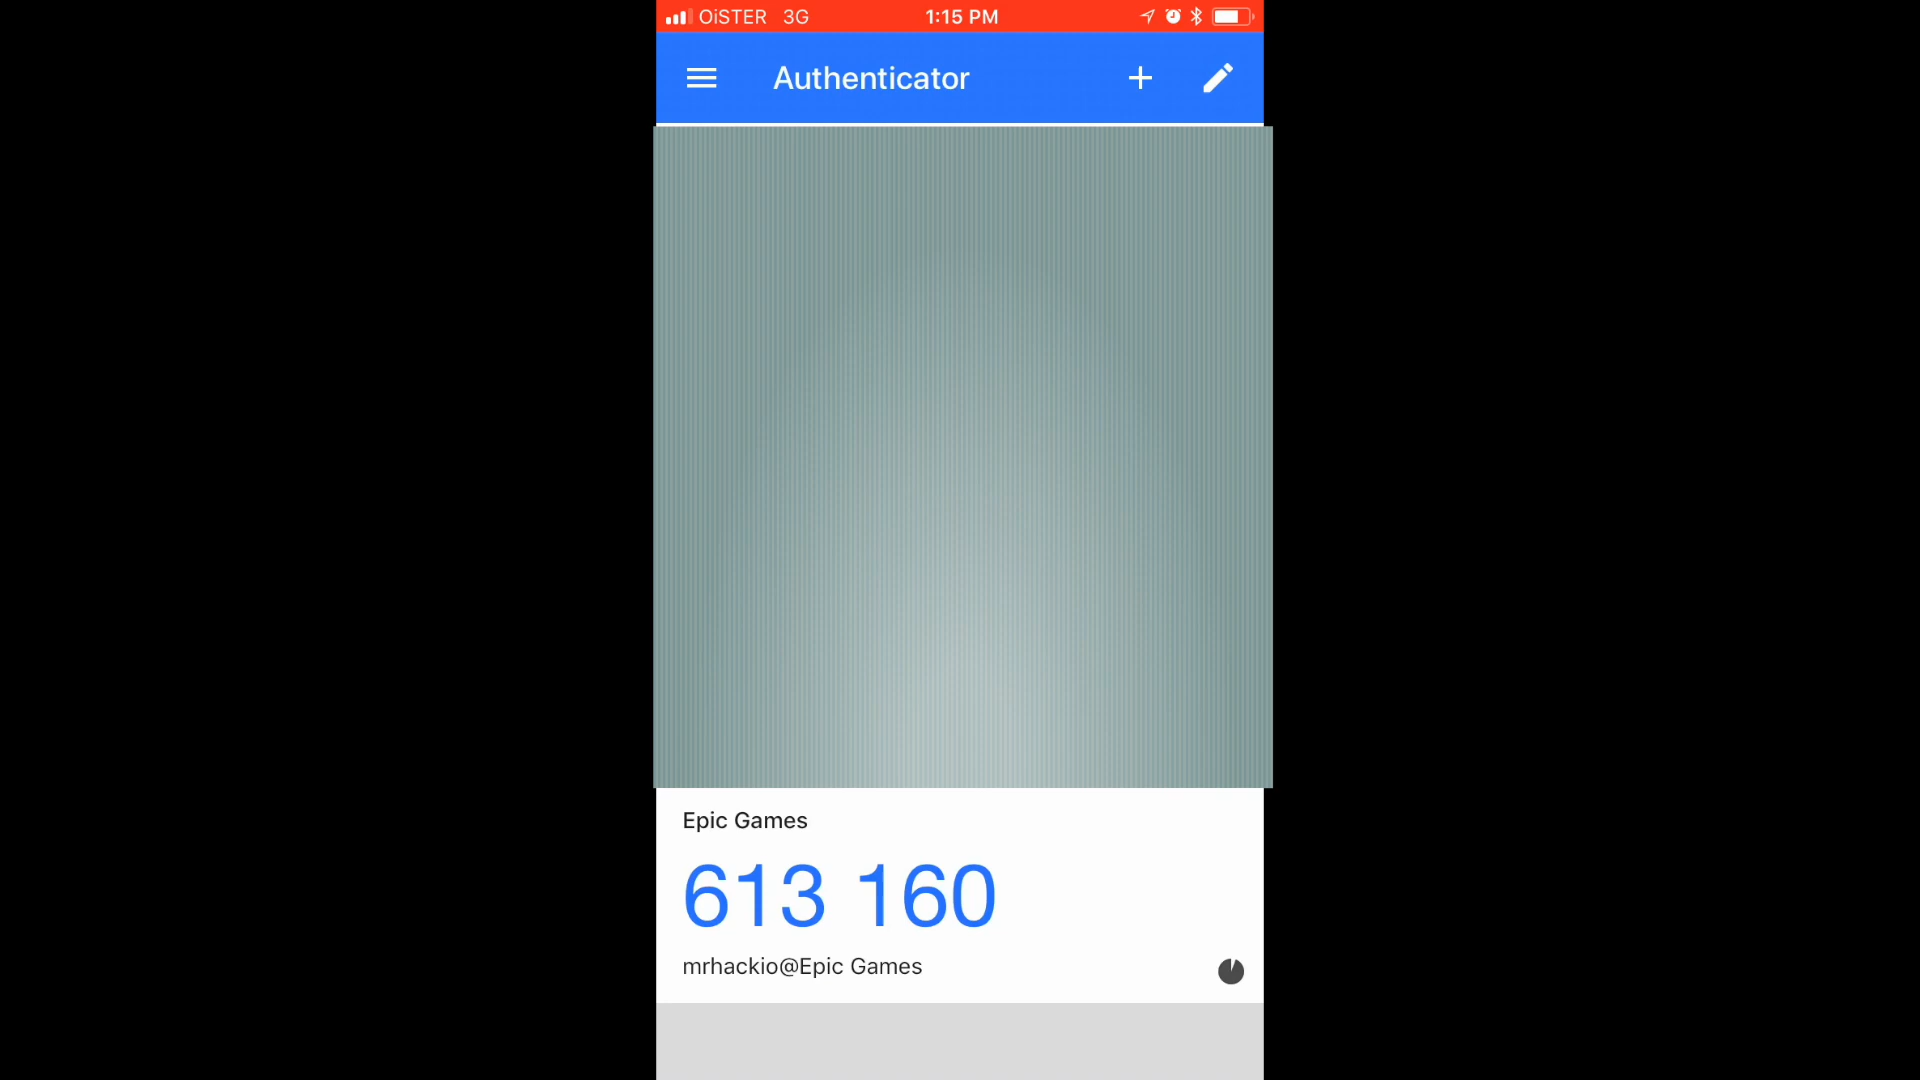 OiSTER 3G 1:15 PM
Authenticator
Epic Games
613 160
mrhackio@Epic Games